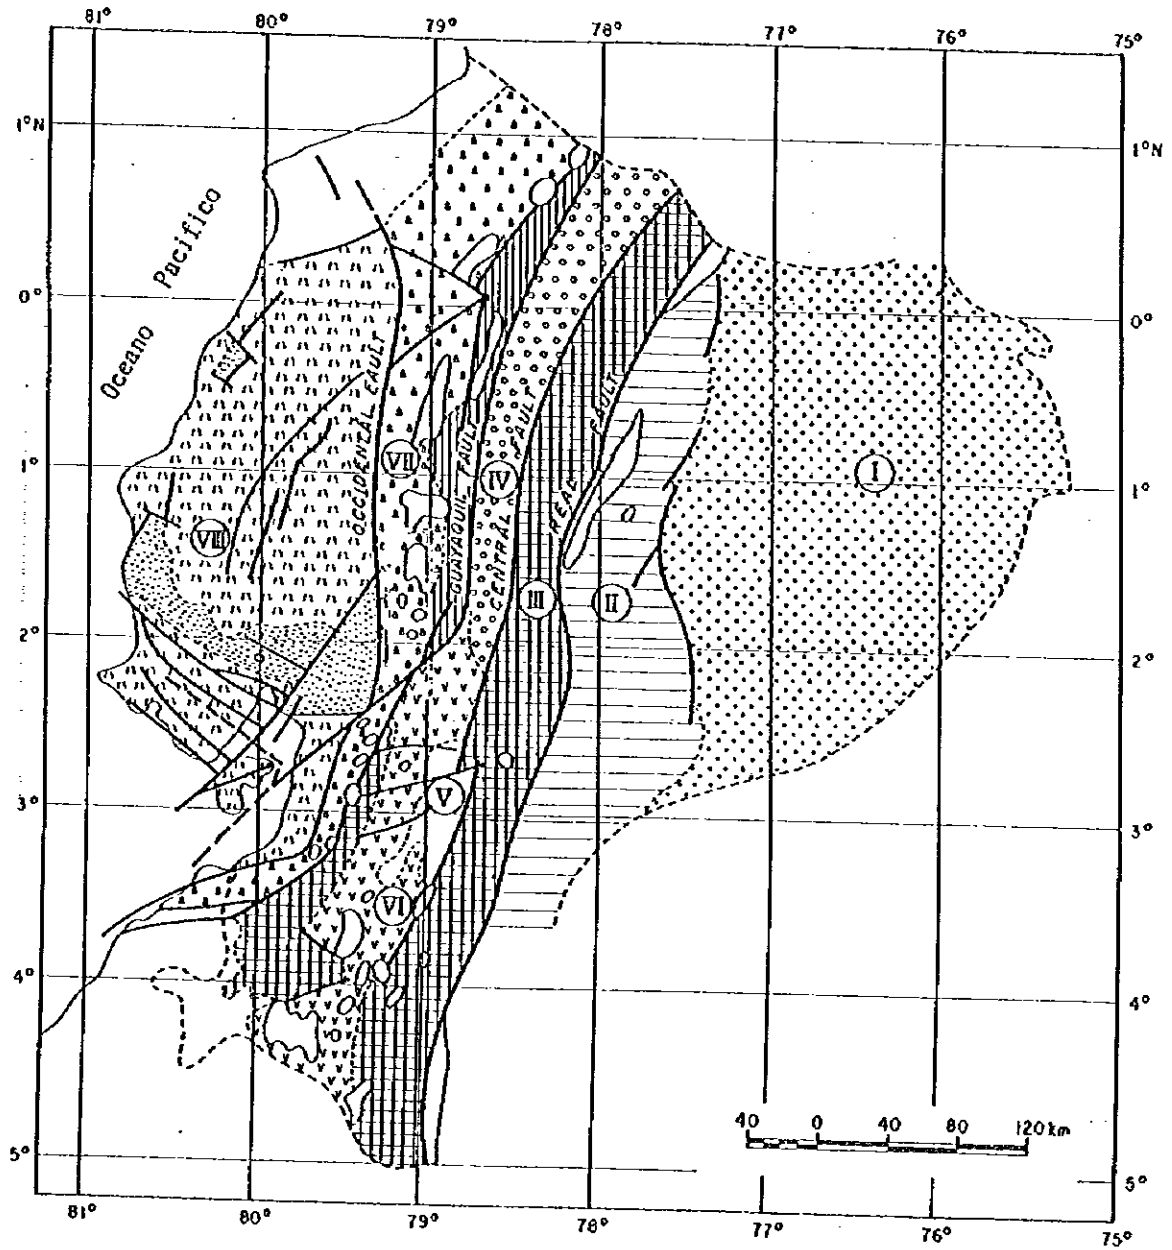 81° 80° 79° 78° 77° 76° 75°
1°N 1°N
Oceano Pacifico
0° 0°
OCCIDENTAL FAULT
GUAYAQUIL FAULT
CENTRAL FAULT
REAL FAULT
VII
IV
I
1° 1°
VIII
III
II
2° 2°
V
3° 3°
VI
4° 4°
40 0 40 80 120 km
5° 5°
81° 80° 79° 78° 77° 76° 75°